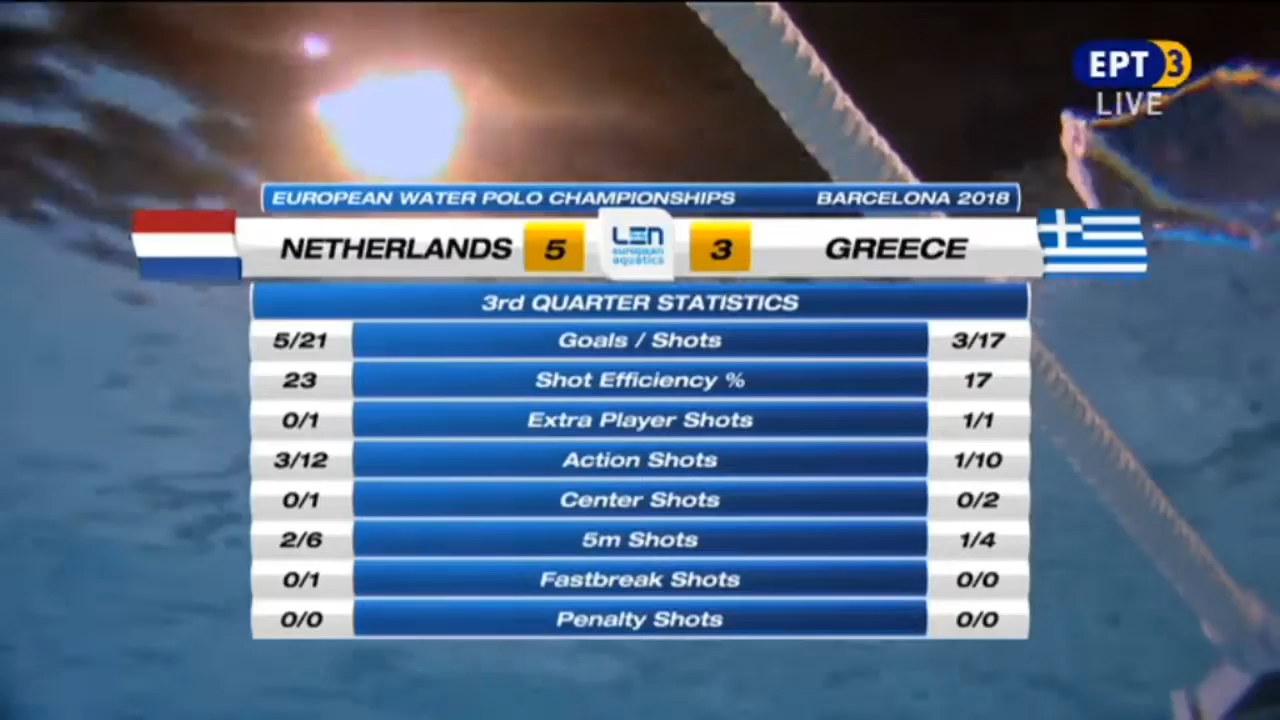 ΕΡΤ3
LIVE
EUROPEAN WATER POLO CHAMPIONSHIPS BARCELONA 2018
NETHERLANDS 5 LEN 3 GREECE
european
aquatics
3rd QUARTER STATISTICS
5/21 Goals / Shots 3/17
23 Shot Efficiency % 17
0/1 Extra Player Shots 1/1
3/12 Action Shots 1/10
0/1 Center Shots 0/2
2/6 5m Shots 1/4
0/1 Fastbreak Shots 0/0
0/0 Penalty Shots 0/0